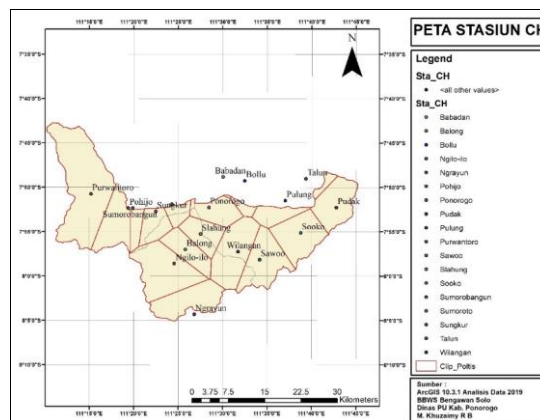 PETA STASIUN CH
Legend
Sta_CH
<all other values>
Sta_CH
Babadan
Balong
Bollu
Ngilo-ilo
Ngrayun
Pohijo
Ponorogo
Pudak
Pulung
Purwantoro
Sawoo
Slahung
Sooko
Sumorobangun
Sumoroto
Sungkur
Talun
Wilangan
Clip_Poltis
Sumber :
ArcGIS 10.3.1 Analisis Data 2019
BBWS Bengawan Solo
Dinas PU Kab. Ponorogo
M. Khuzaimy R B
N
Babadan
Bollu
Talun
Purwantoro
Pohijo
Sungkur
Sumorobangun
Ponorogo
Pulung
Pudak
Slahung
Sooko
Balong
Wilangan
Sawoo
Ngilo-ilo
Ngrayun
0 3.75 7.5 15 22.5 30
Kilometers